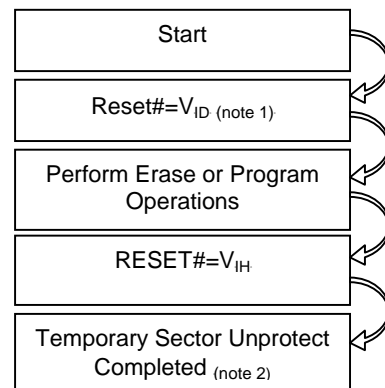 Start
Reset#=VID (note 1)
Perform Erase or Program
Operations
RESET#=VIH
Temporary Sector Unprotect
Completed (note 2)